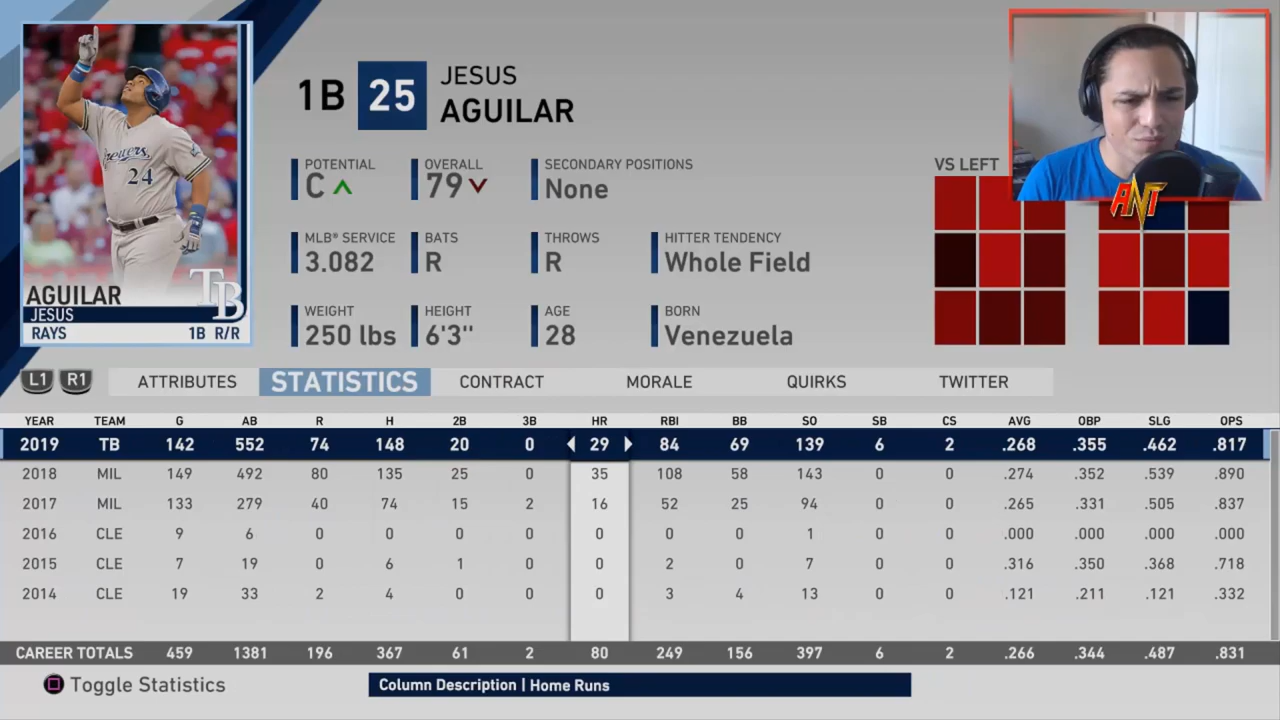 JESUS
1B 25 AGUILAR
POTENTIAL OVERALL SECONDARY POSITIONS
C 79 None
MLB® SERVICE BATS THROWS HITTER TENDENCY
3.082 R R Whole Field
WEIGHT HEIGHT AGE BORN
250 lbs 6'3'' 28 Venezuela
VS LEFT
ANT
Brewers
24
TB
AGUILAR
JESUS
RAYS 1B R/R
L1 R1 ATTRIBUTES STATISTICS CONTRACT MORALE QUIRKS TWITTER
YEAR TEAM G AB R H 2B 3B HR RBI BB SO SB CS AVG OBP SLG OPS
2019 TB 142 552 74 148 20 0 29 84 69 139 6 2 .268 .355 .462 .817
2018 MIL 149 492 80 135 25 0 35 108 58 143 0 0 .274 .352 .539 .890
2017 MIL 133 279 40 74 15 2 16 52 25 94 0 0 .265 .331 .505 .837
2016 CLE 9 6 0 0 0 0 0 0 0 1 0 0 .000 .000 .000 .000
2015 CLE 7 19 0 6 1 0 0 2 0 7 0 0 .316 .350 .368 .718
2014 CLE 19 33 2 4 0 0 0 3 4 13 0 0 .121 .211 .121 .332
CAREER TOTALS 459 1381 196 367 61 2 80 249 156 397 6 2 .266 .344 .487 .831
Toggle Statistics
Column Description | Home Runs